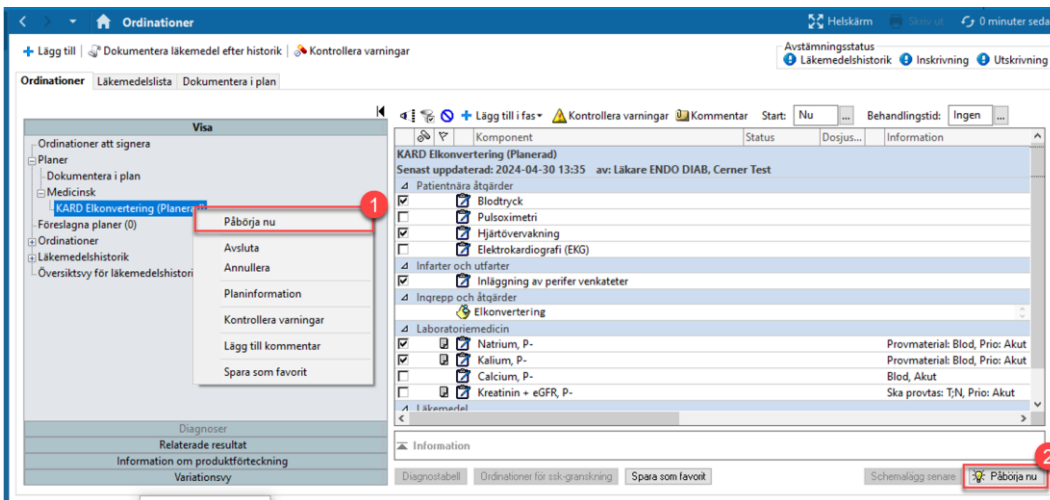 Ordinationer
Helskärm Skriv ut 0 minuter seda
Lägg till Dokumentera läkemedel efter historik Kontrollera varningar
Avstämningsstatus
Läkemedelshistorik Inskrivning Utskrivning
Ordinationer Läkemedelslista Dokumentera i plan
Visa
Ordinationer att signera
Planer
Dokumentera i plan
Medicinsk
KARD Elkonvertering (Planerad)
Föreslagna planer (0)
Ordinationer
Läkemedelshistorik
Översiktsvy för läkemedelshistori
1
Påbörja nu
Avsluta
Annullera
Planinformation
Kontrollera varningar
Lägg till kommentar
Spara som favorit
Diagnoser
Relaterade resultat
Information om produktförteckning
Variationsvy
Lägg till i fas Kontrollera varningar Kommentar Start: Nu ... Behandlingstid: Ingen ...
Komponent Status Dosjus... Information
KARD Elkonvertering (Planerad)
Senast uppdaterad: 2024-04-30 13:35 av: Läkare ENDO DIAB, Cerner Test
Patientnära åtgärder
Blodtryck
Pulsoximetri
Hjärtövervakning
Elektrokardiografi (EKG)
Infarter och utfarter
Inläggning av perifer venkateter
Ingrepp och åtgärder
Elkonvertering
Laboratoriemedicin
Natrium, P- Provmaterial: Blod, Prio: Akut
Kalium, P- Provmaterial: Blod, Prio: Akut
Calcium, P- Blod, Akut
Kreatinin + eGFR, P- Ska provtas: T;N, Prio: Akut
Läkemedel
Information
2
Diagnostabell Ordinationer för ssk-granskning Spara som favorit Schemalägg senare Påbörja nu